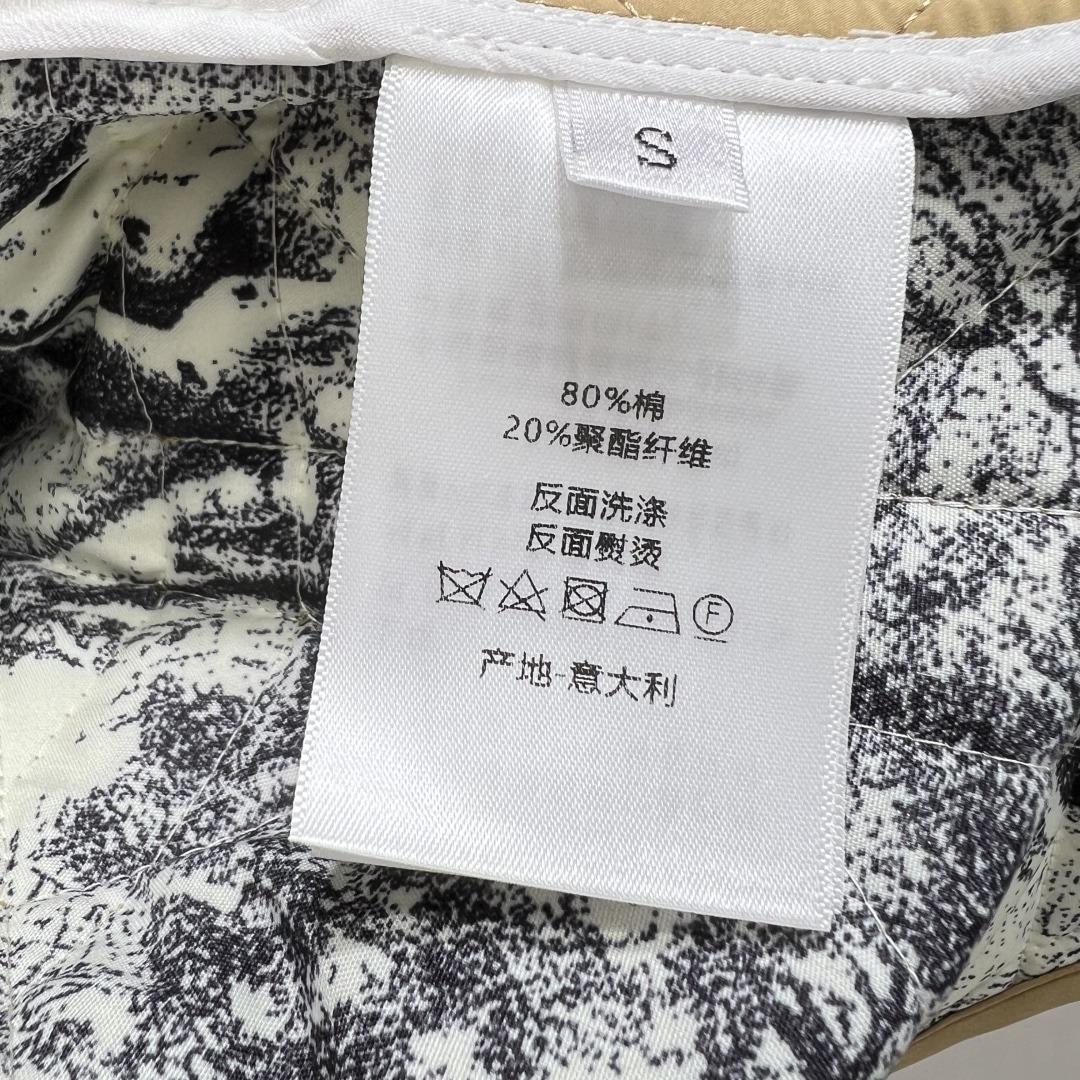 S
80%棉
20%聚酯纤维
反面洗涤
反面熨烫
F
产地-意大利